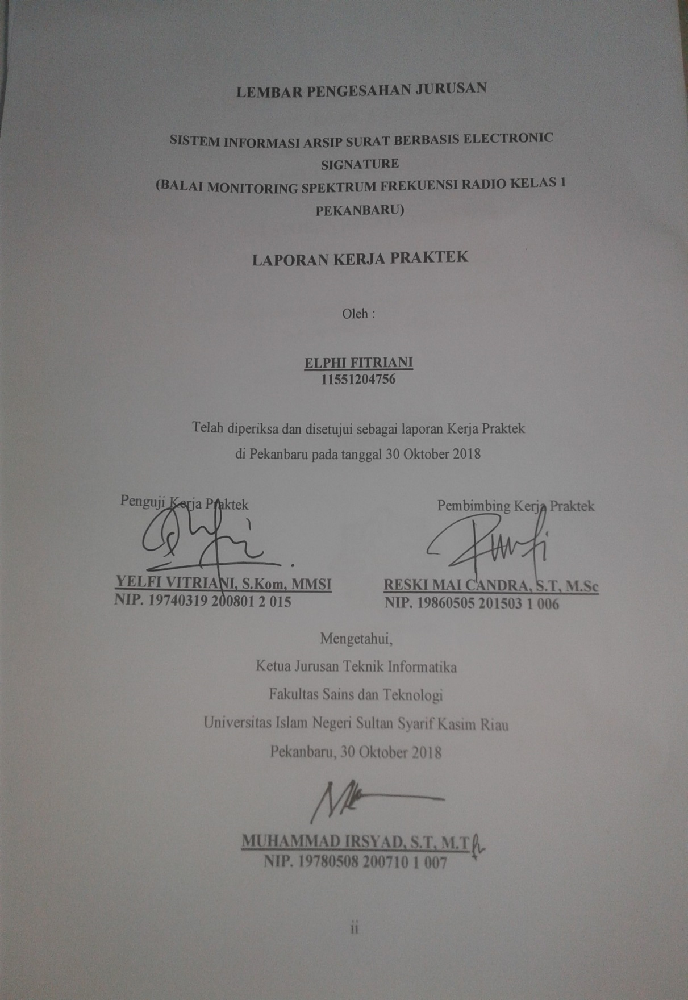 LEMBAR PENGESAHAN JURUSAN
SISTEM INFORMASI ARSIP SURAT BERBASIS ELECTRONIC
SIGNATURE
(BALAI MONITORING SPEKTRUM FREKUENSI RADIO KELAS 1
PEKANBARU)
LAPORAN KERJA PRAKTEK
Oleh :
ELPHI FITRIANI
11551204756
Telah diperiksa dan disetujui sebagai laporan Kerja Praktek
di Pekanbaru pada tanggal 30 Oktober 2018
Penguji Kerja Praktek
Pembimbing Kerja Praktek
YELFI VITRIANI, S.Kom, MMSI
RESKI MAI CANDRA, S.T, M.Sc
NIP. 19740319 200801 2 015
NIP. 19860505 201503 1 006
Mengetahui,
Ketua Jurusan Teknik Informatika
Fakultas Sains dan Teknologi
Universitas Islam Negeri Sultan Syarif Kasim Riau
Pekanbaru, 30 Oktober 2018
MUHAMMAD IRSYAD, S.T, M.T
NIP. 19780508 200710 1 007
ii